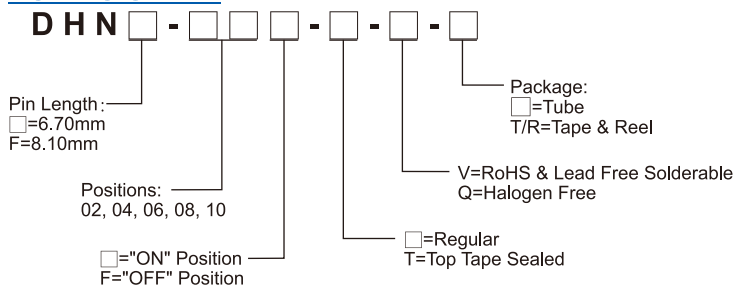 DHN□-□□□-□-□-□
Pin Length:
□=6.70mm
F=8.10mm
Positions:
02, 04, 06, 08, 10
□="ON" Position
F="OFF" Position
□=Regular
T=Top Tape Sealed
V=RoHS & Lead Free Solderable
Q=Halogen Free
Package:
□=Tube
T/R=Tape & Reel